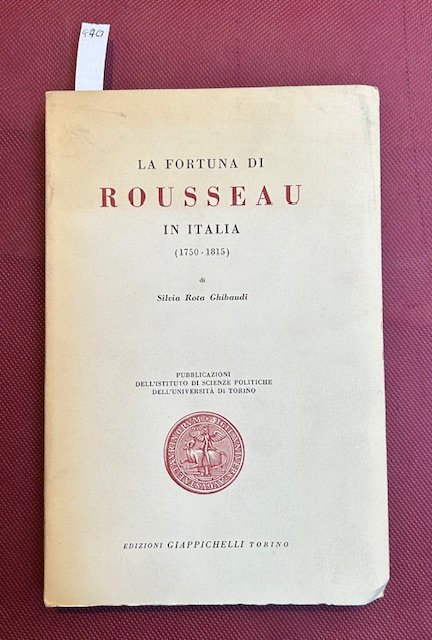 LA FORTUNA DI
ROUSSEAU
IN ITALIA
(1750-1815)
di
Silvia Rota Ghibaudi
PUBBLICAZIONI
DELL'ISTITUTO DI SCIENZE POLITICHE
DELL'UNIVERSITÀ DI TORINO
EDIZIONI GIAPPICHELLI TORINO